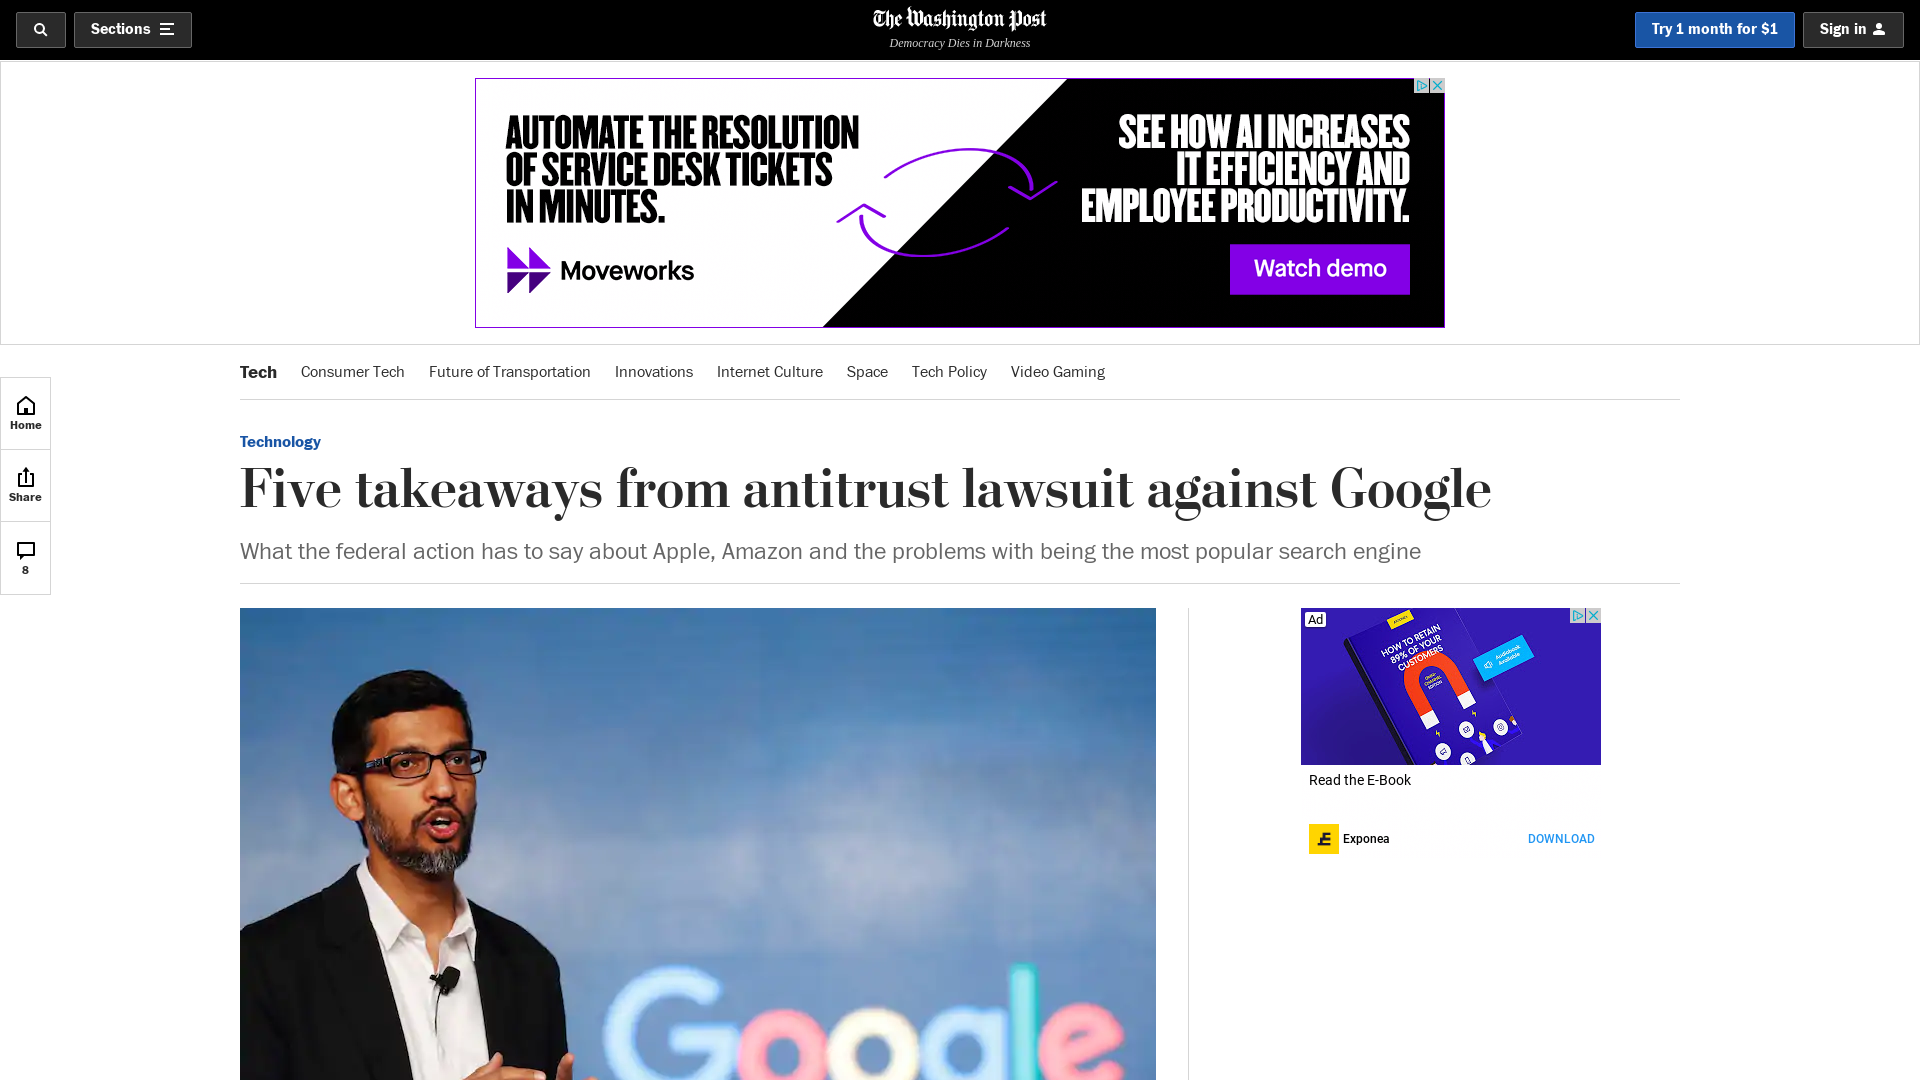 Sections
The Washington Post
Democracy Dies in Darkness
Try 1 month for $1
Sign in
AUTOMATE THE RESOLUTION
OF SERVICE DESK TICKETS
IN MINUTES.
Moveworks
SEE HOW AI INCREASES
IT EFFICIENCY AND
EMPLOYEE PRODUCTIVITY.
Watch demo
Home
Share
8
Tech Consumer Tech Future of Transportation Innovations Internet Culture Space Tech Policy Video Gaming
Technology
Five takeaways from antitrust lawsuit against Google
What the federal action has to say about Apple, Amazon and the problems with being the most popular search engine
Google
Ad
HOW TO RETAIN
89% OF YOUR
CUSTOMERS
Audiobook
Available
Read the E-Book
Exponea
DOWNLOAD